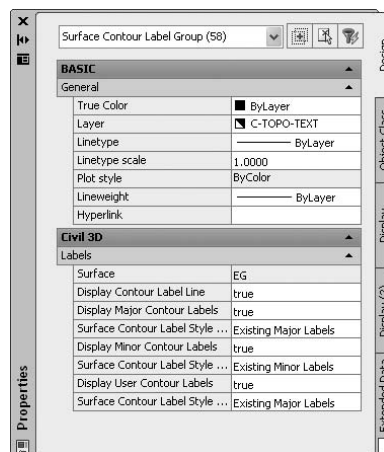 Surface Contour Label Group (58)
BASIC
General
True Color ByLayer
Layer C-TOPO-TEXT
Linetype ByLayer
Linetype scale 1.0000
Plot style ByColor
Lineweight ByLayer
Hyperlink
Civil 3D
Labels
Surface EG
Display Contour Label Line true
Display Major Contour Labels true
Surface Contour Label Style ... Existing Major Labels
Display Minor Contour Labels true
Surface Contour Label Style ... Existing Minor Labels
Display User Contour Labels true
Surface Contour Label Style ... Existing Major Labels
Properties
Design
Object Class
Display
Display (2)
Extended Data